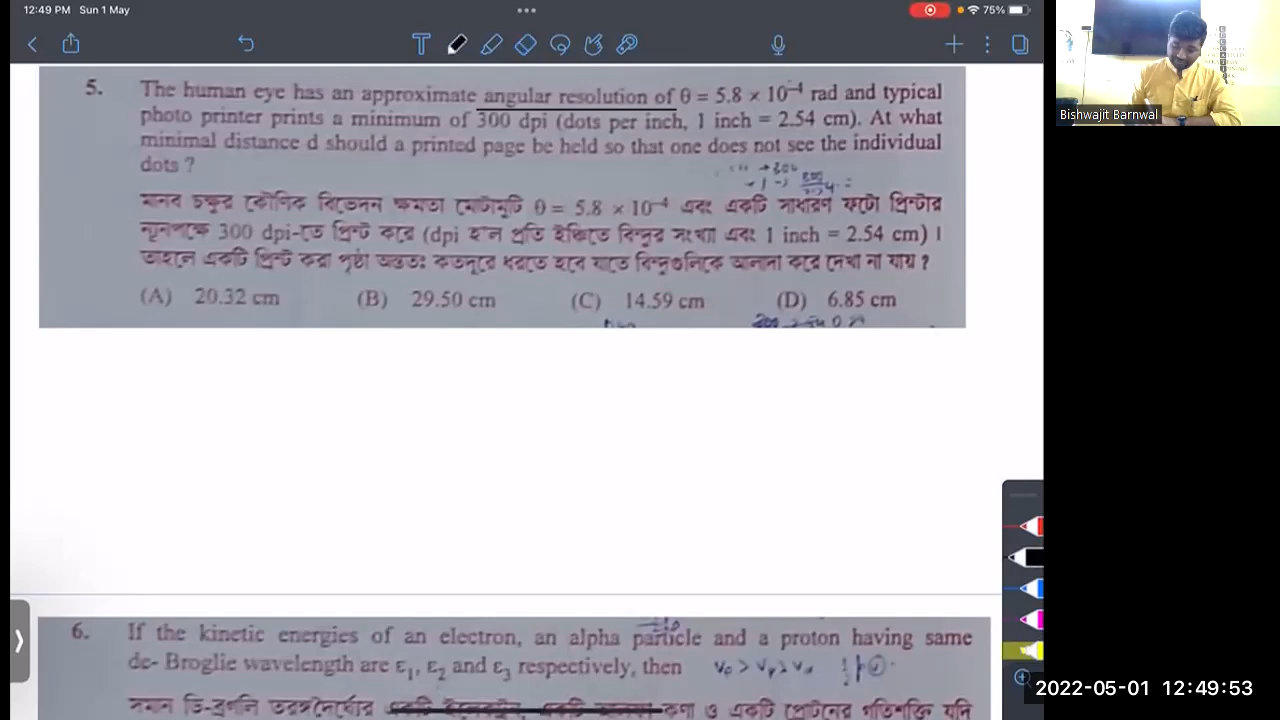 12:49 PM Sun 1 May
75%
Bishwajit Barnwal
5. The human eye has an approximate angular resolution of θ = 5.8 × 10⁻⁴ rad and typical
photo printer prints a minimum of 300 dpi (dots per inch, 1 inch = 2.54 cm). At what
minimal distance d should a printed page be held so that one does not see the individual
dots ?
মানব চক্ষুর কৌণিক বিভেদন ক্ষমতা মোটামুটি θ = 5.8 × 10⁻⁴ এবং একটি সাধারণ ফটো প্রিন্টার
ন্যূনপক্ষে 300 dpi-তে প্রিন্ট করে (dpi হ'ল প্রতি ইঞ্চিতে বিন্দুর সংখ্যা এবং 1 inch = 2.54 cm) ।
তাহলে একটি প্রিন্ট করা পৃষ্ঠা অন্ততঃ কতদূরে ধরতে হবে যাতে বিন্দুগুলিকে আলাদা করে দেখা না যায় ?
(A) 20.32 cm (B) 29.50 cm (C) 14.59 cm (D) 6.85 cm
6. If the kinetic energies of an electron, an alpha particle and a proton having same
de- Broglie wavelength are ε₁, ε₂ and ε₃ respectively, then
সমান ডি-ব্রগলি তরঙ্গদৈর্ঘ্যের একটি ইলেকট্রন, একটি আলফা কণা ও একটি প্রোটনের গতিশক্তি যদি
2022-05-01 12:49:53